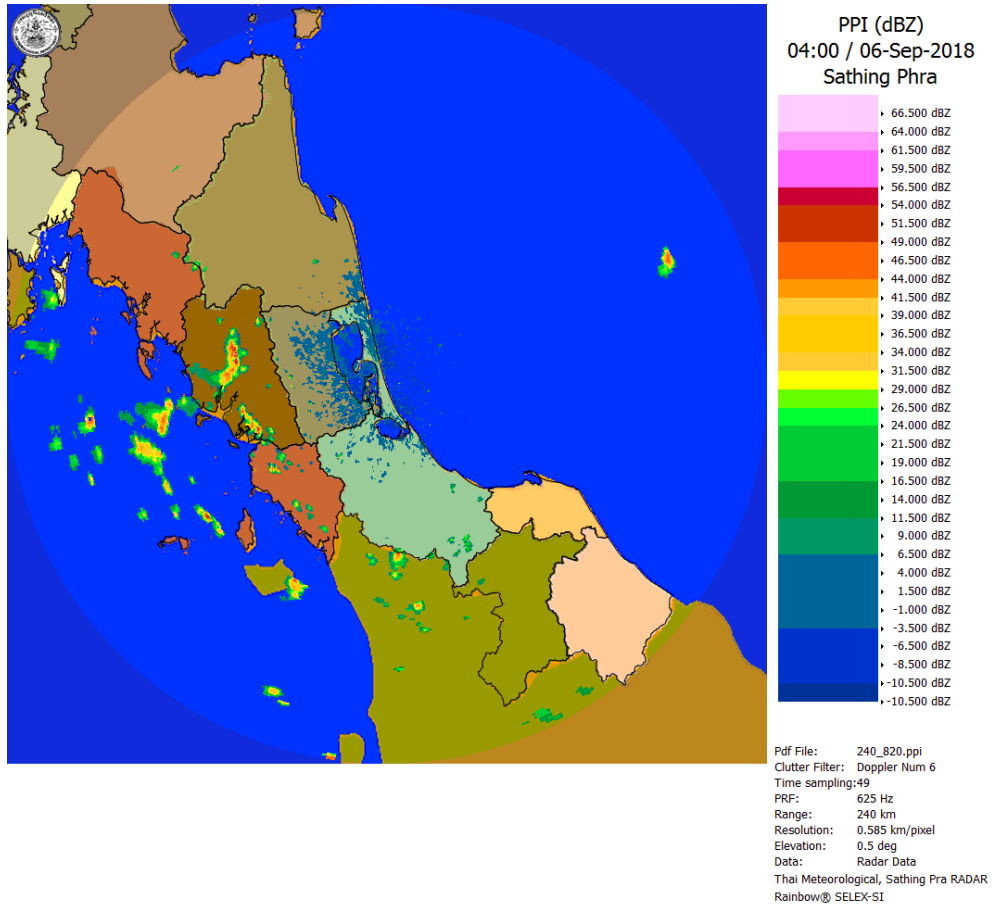 PPI (dBZ)
04:00 / 06-Sep-2018
Sathing Phra
66.500 dBZ
64.000 dBZ
61.500 dBZ
59.500 dBZ
56.500 dBZ
54.000 dBZ
51.500 dBZ
49.000 dBZ
46.500 dBZ
44.000 dBZ
41.500 dBZ
39.000 dBZ
36.500 dBZ
34.000 dBZ
31.500 dBZ
29.000 dBZ
26.500 dBZ
24.000 dBZ
21.500 dBZ
19.000 dBZ
16.500 dBZ
14.000 dBZ
11.500 dBZ
9.000 dBZ
6.500 dBZ
4.000 dBZ
1.500 dBZ
-1.000 dBZ
-3.500 dBZ
-6.500 dBZ
-8.500 dBZ
-10.500 dBZ
-10.500 dBZ
Pdf File: 240_820.ppi
Clutter Filter: Doppler Num 6
Time sampling:49
PRF: 625 Hz
Range: 240 km
Resolution: 0.585 km/pixel
Elevation: 0.5 deg
Data: Radar Data
Thai Meteorological, Sathing Pra RADAR
Rainbow® SELEX-SI